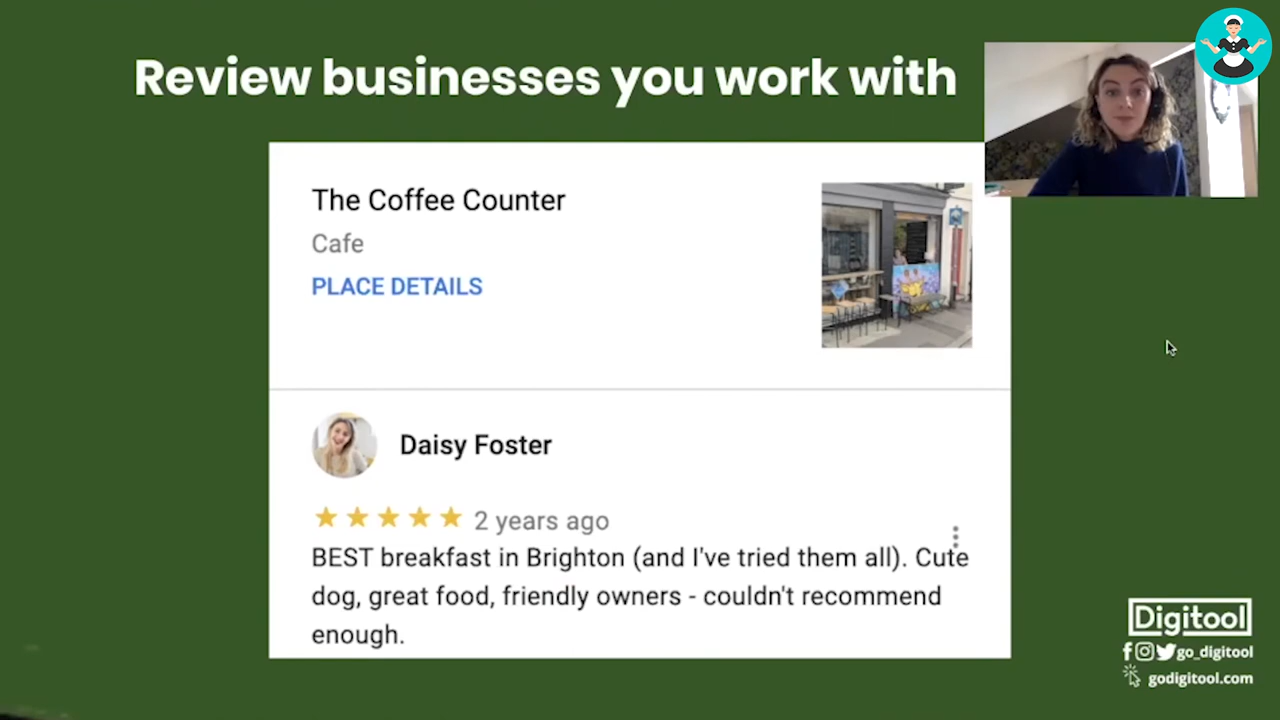 Review businesses you work with
The Coffee Counter
Cafe
PLACE DETAILS
Daisy Foster
2 years ago
BEST breakfast in Brighton (and I've tried them all). Cute
dog, great food, friendly owners - couldn't recommend
enough.
Digitool
go_digitool
godigitool.com